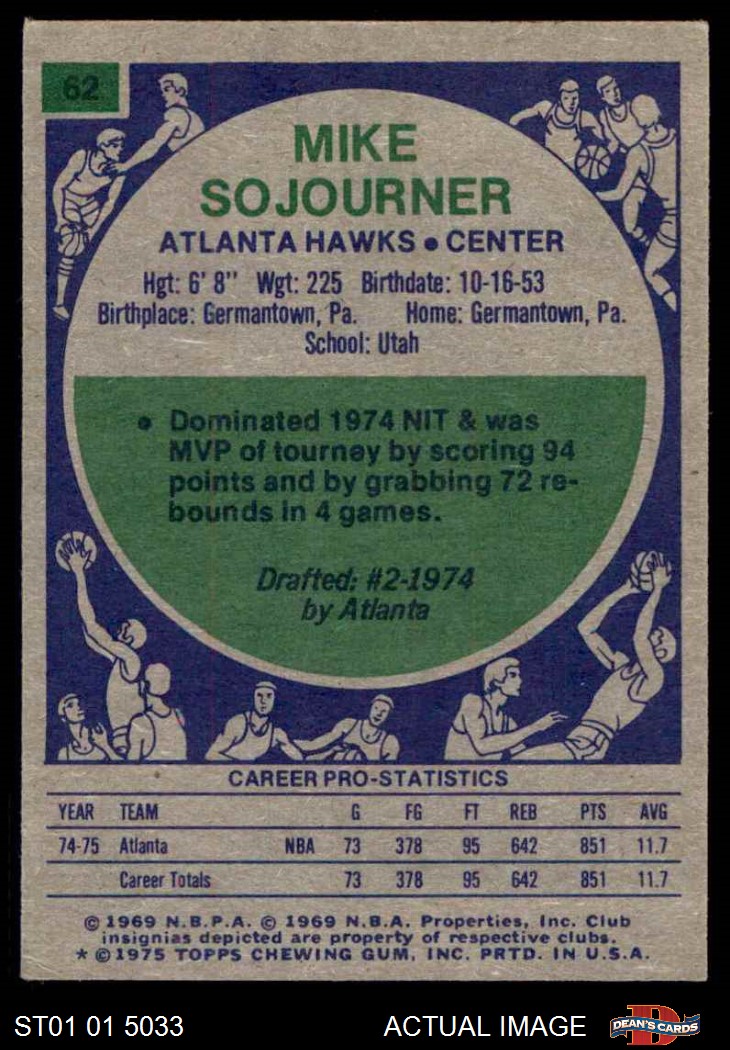 62
MIKE
SOJOURNER
ATLANTA HAWKS • CENTER
Hgt: 6' 8" Wgt: 225 Birthdate: 10-16-53
Birthplace: Germantown, Pa. Home: Germantown, Pa.
School: Utah
• Dominated 1974 NIT & was
MVP of tourney by scoring 94
points and by grabbing 72 re-
bounds in 4 games.
Drafted: #2-1974
by Atlanta
CAREER PRO-STATISTICS
YEAR TEAM G FG FT REB PTS AVG
74-75 Atlanta NBA 73 378 95 642 851 11.7
Career Totals 73 378 95 642 851 11.7
© 1969 N.B.P.A. © 1969 N.B.A. Properties, Inc. Club
insignias depicted are property of respective clubs.
* © 1975 TOPPS CHEWING GUM, INC. PRTD. IN U.S.A.
ST01 01 5033 ACTUAL IMAGE D DEAN'S CARDS